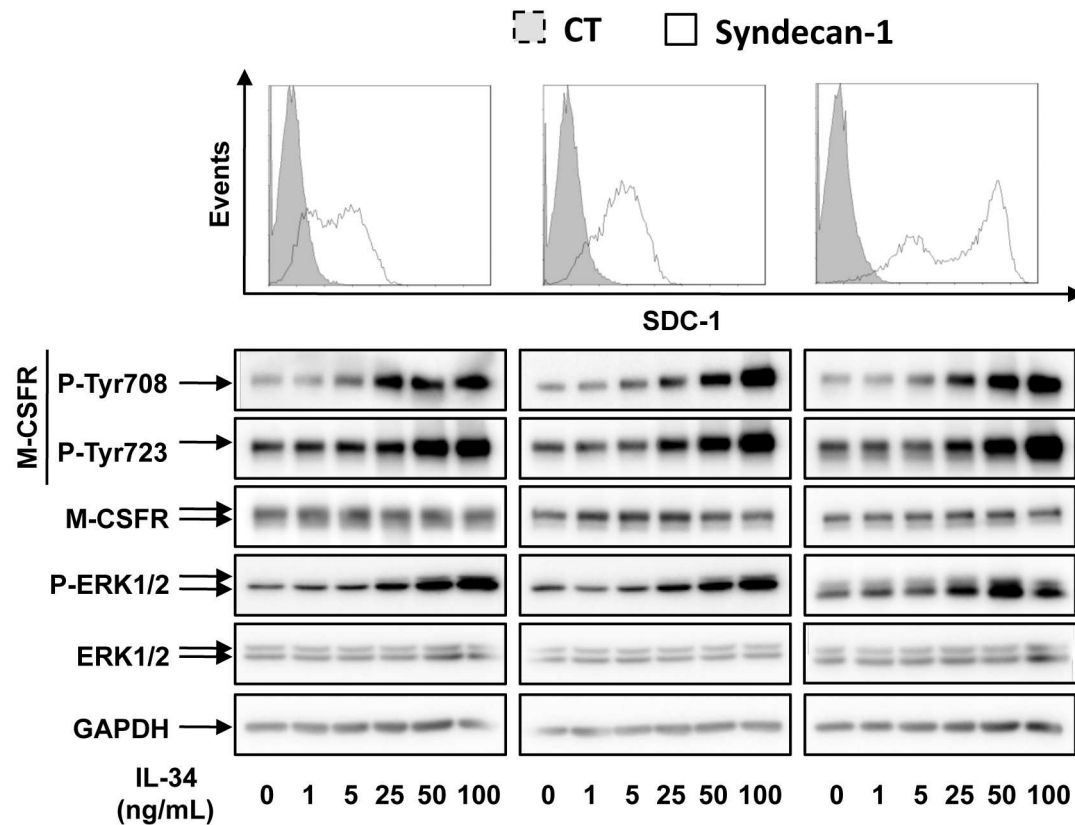 CT Syndecan-1
Events
SDC-1
M-CSFR
P-Tyr708
P-Tyr723
M-CSFR
P-ERK1/2
ERK1/2
GAPDH
IL-34
(ng/mL)
0 1 5 25 50 100 0 1 5 25 50 100 0 1 5 25 50 100